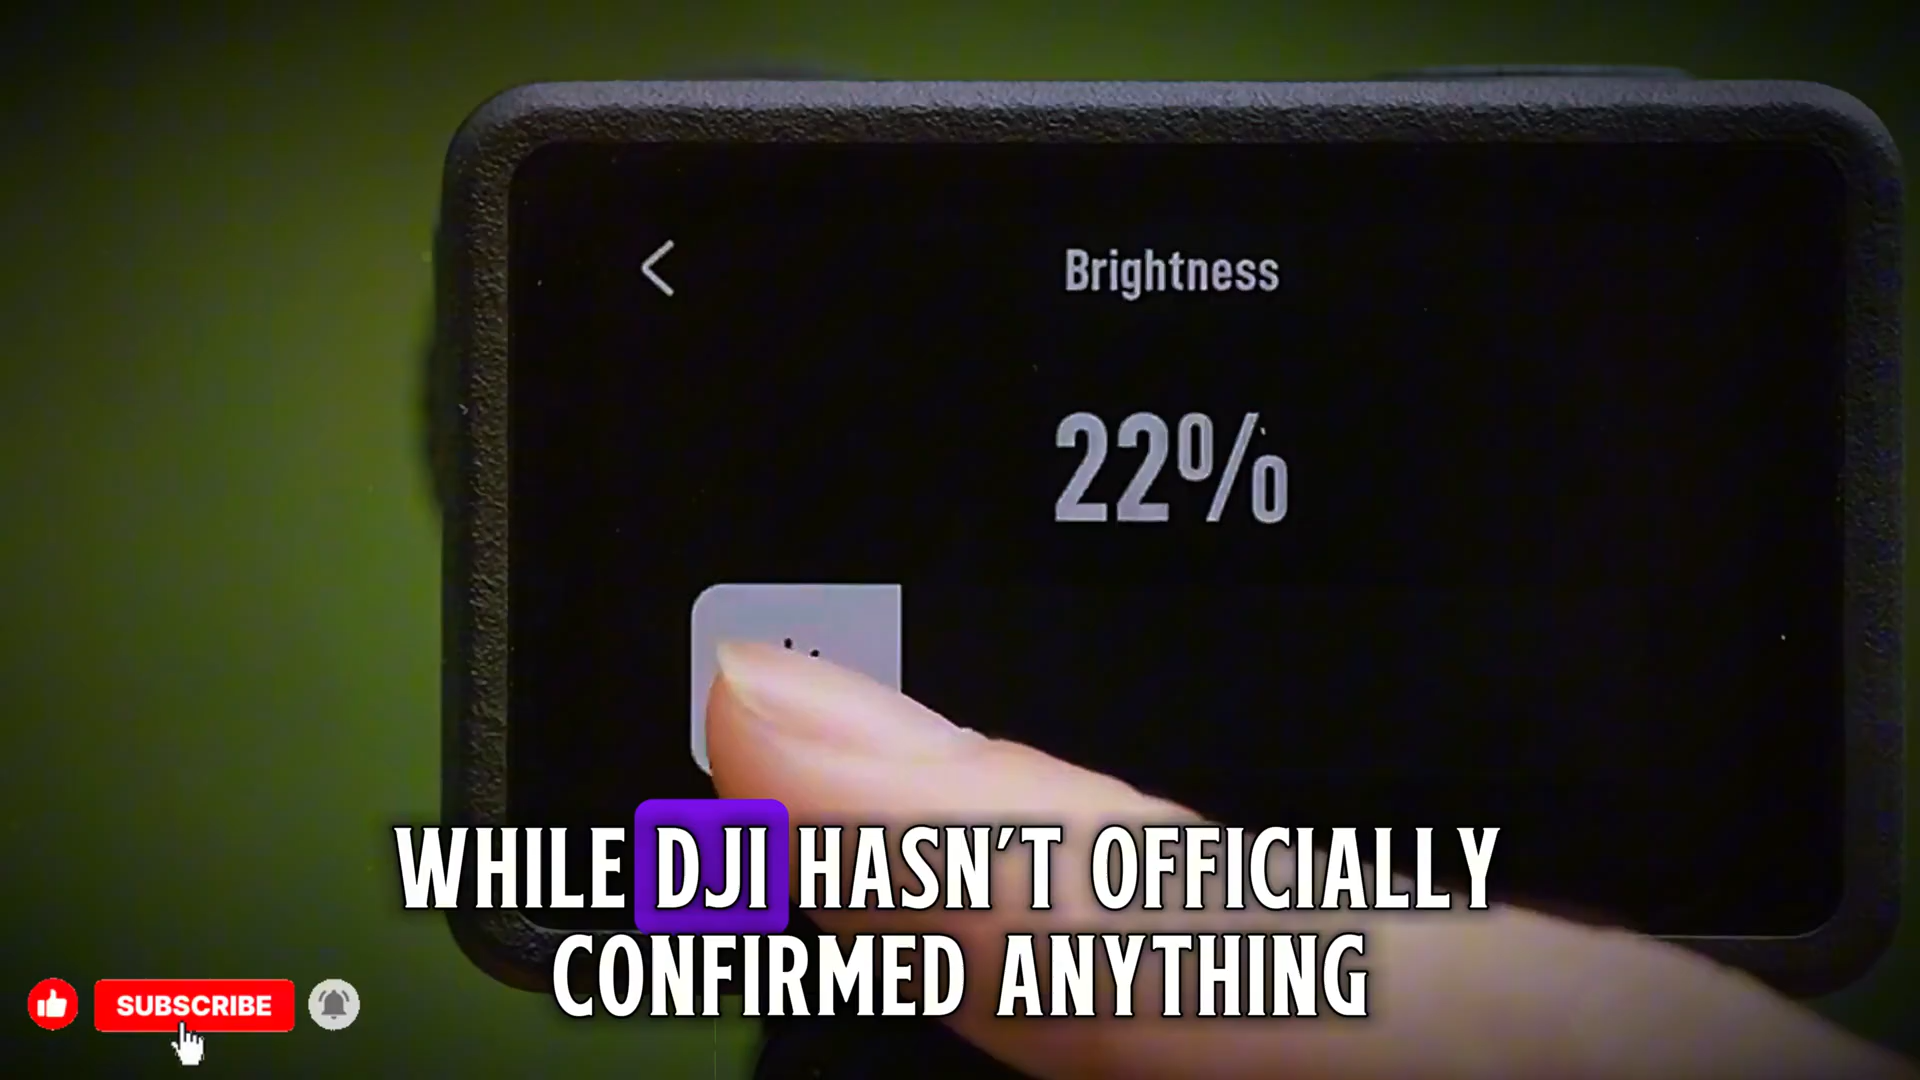 Brightness
22%
WHILE DJI HASN'T OFFICIALLY
CONFIRMED ANYTHING
SUBSCRIBE